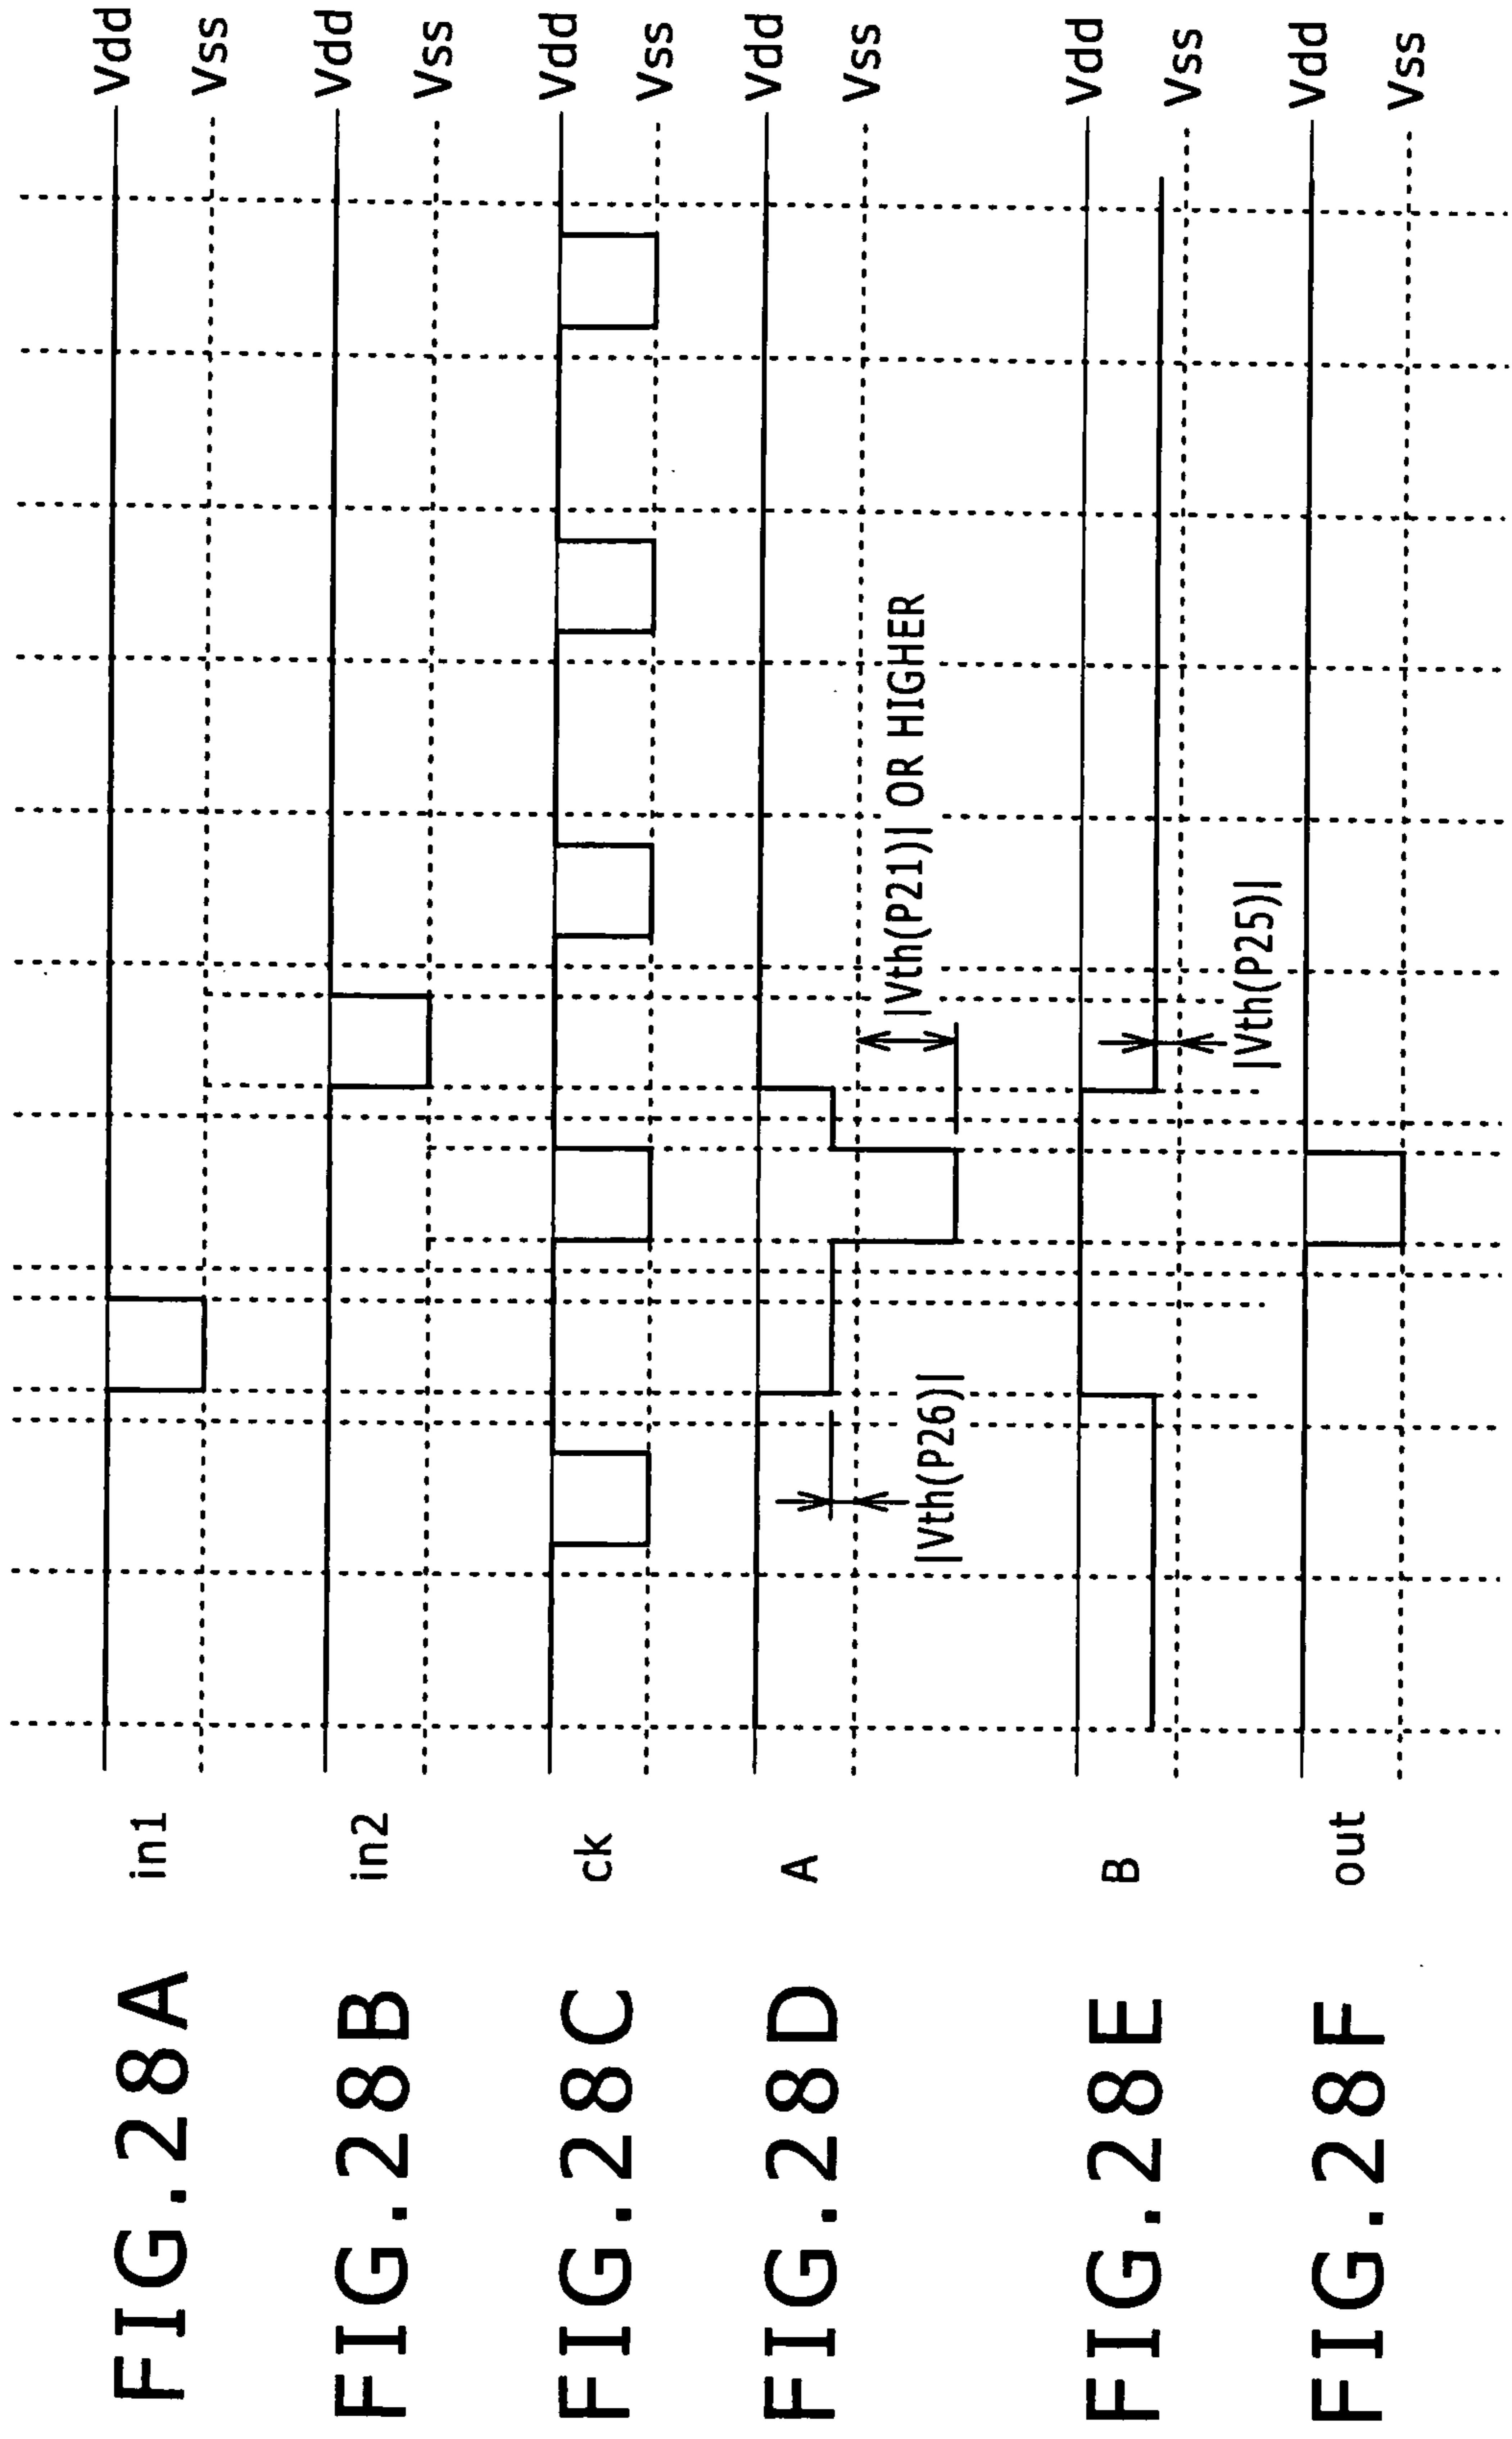 FIG.28A
in1
Vdd
Vss
FIG.28B
in2
Vdd
Vss
FIG.28C
ck
Vdd
Vss
FIG.28D
A
Vdd
Vss
|Vth(P26)|
|Vth(P21)| OR HIGHER
FIG.28E
B
Vdd
Vss
|Vth(P25)|
FIG.28F
out
Vdd
Vss